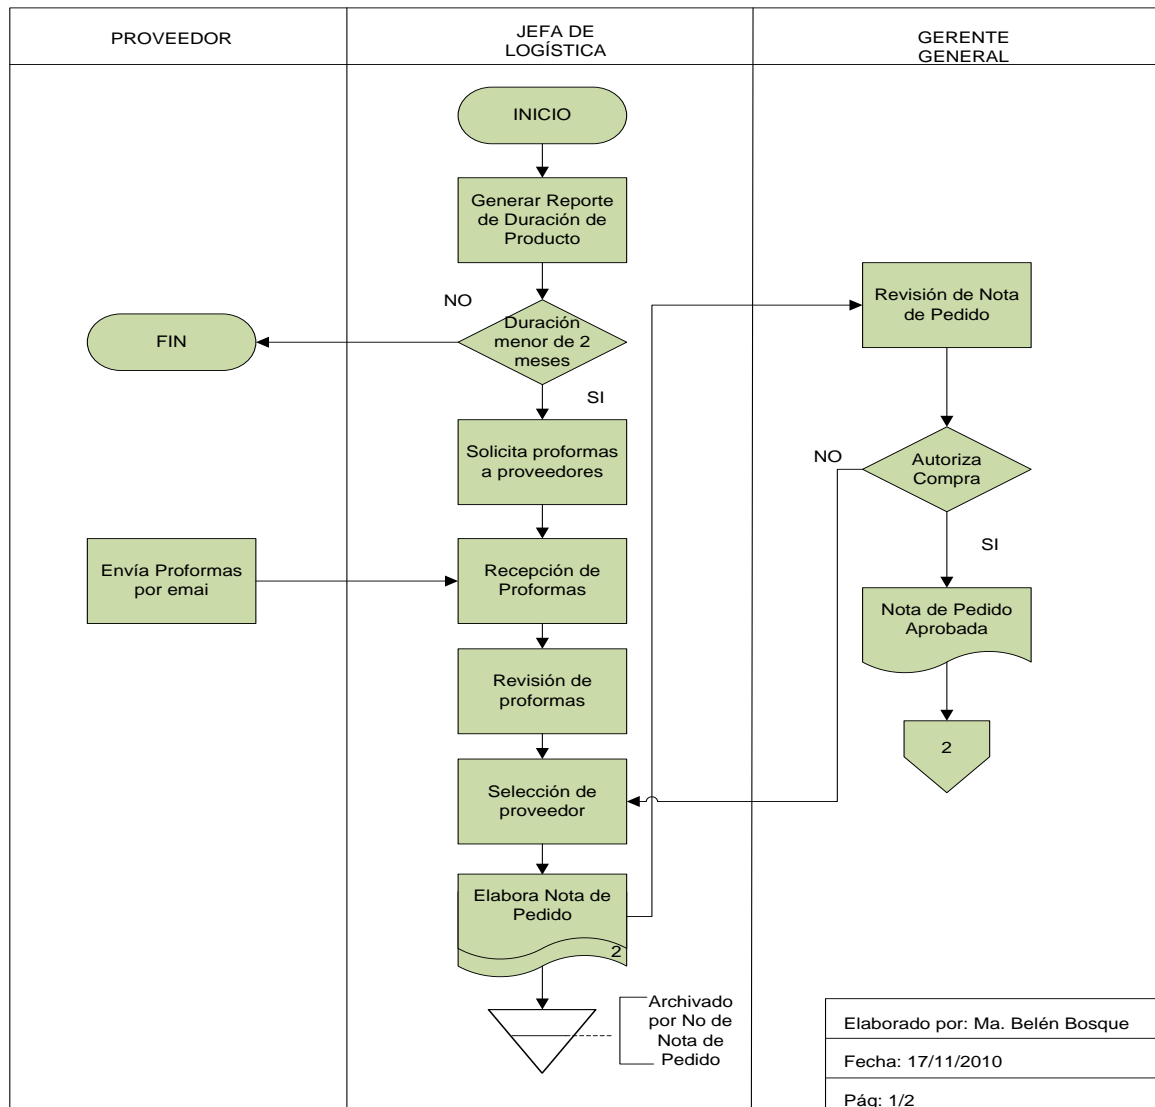 PROVEEDOR
JEFA DE
LOGÍSTICA
GERENTE
GENERAL
INICIO
Generar Reporte
de Duración de
Producto
NO
Duración
menor de 2
meses
FIN
SI
Solicita proformas
a proveedores
Envía Proformas
por emai
Recepción de
Proformas
Revisión de
proformas
Selección de
proveedor
Elabora Nota de
Pedido
2
Archivado
por No de
Nota de
Pedido
Revisión de Nota
de Pedido
NO
Autoriza
Compra
SI
Nota de Pedido
Aprobada
2
Elaborado por: Ma. Belén Bosque
Fecha: 17/11/2010
Pág: 1/2